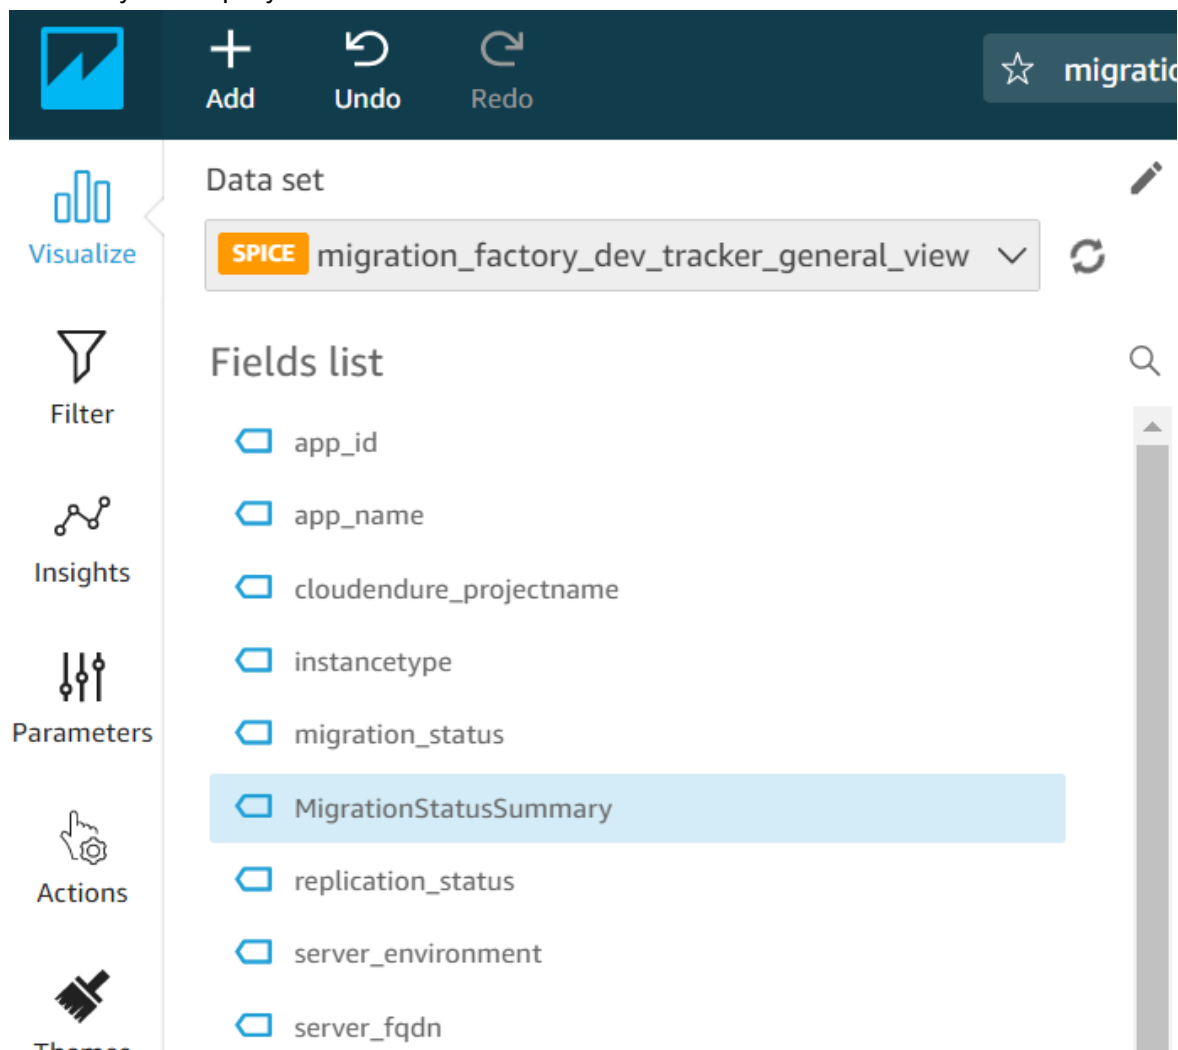 Add Undo Redo
migratio
Data set
Visualize
SPICE migration_factory_dev_tracker_general_view
Fields list
Filter
app_id
app_name
Insights
cloudendure_projectname
instancetype
Parameters
migration_status
MigrationStatusSummary
Actions
replication_status
server_environment
server_fqdn